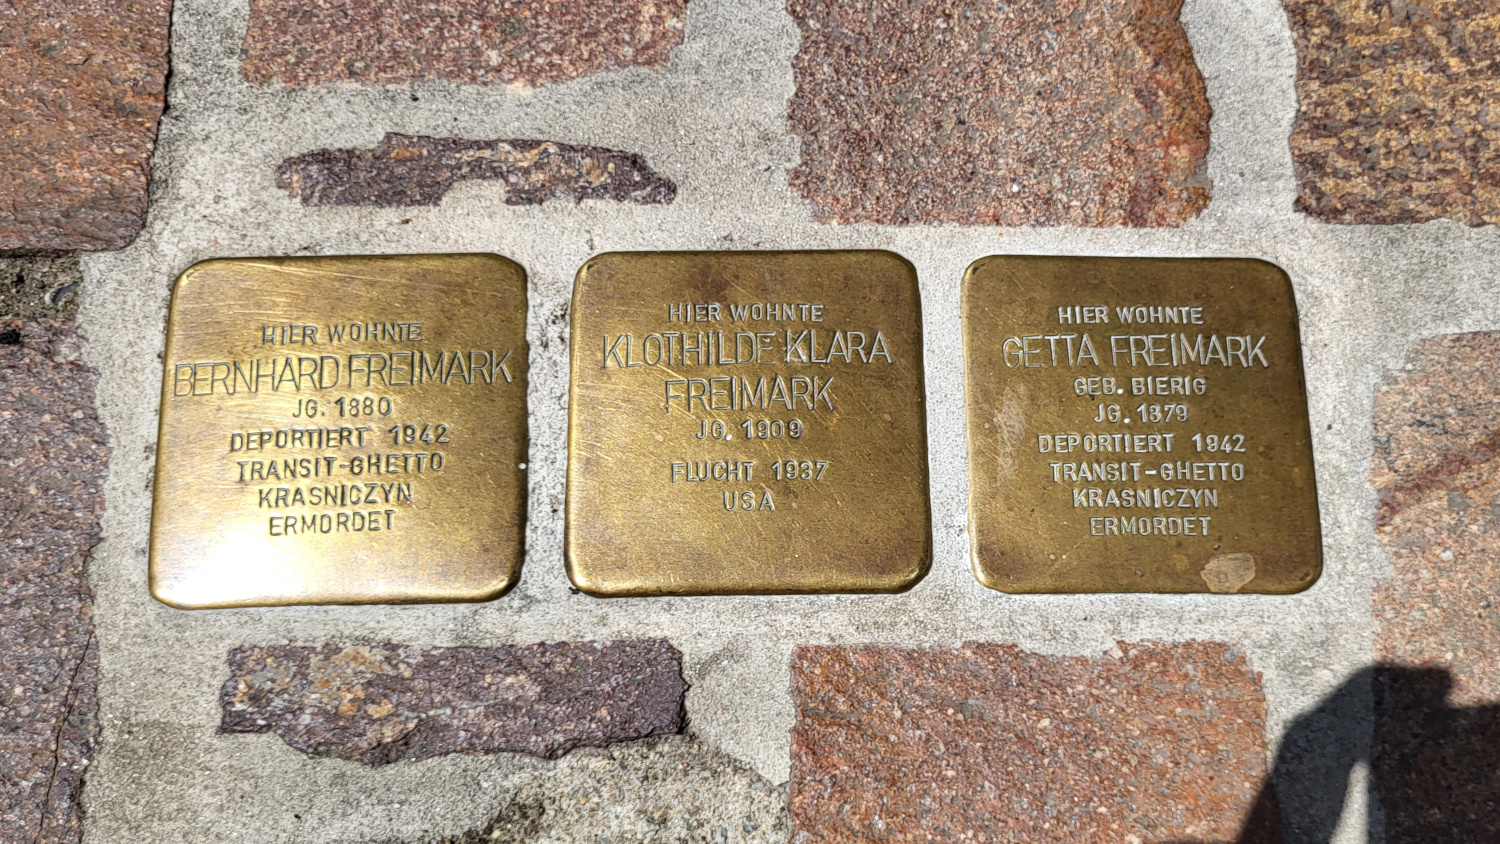 HIER WOHNTE
BERNHARD FREIMARK
JG. 1880
DEPORTIERT 1942
TRANSIT-GHETTO
KRASNICZYN
ERMORDET
HIER WOHNTE
KLOTHILDE KLARA
FREIMARK
JG. 1909
FLUCHT 1937
USA
HIER WOHNTE
GETTA FREIMARK
GEB. BIERIG
JG. 1879
DEPORTIERT 1942
TRANSIT-GHETTO
KRASNICZYN
ERMORDET